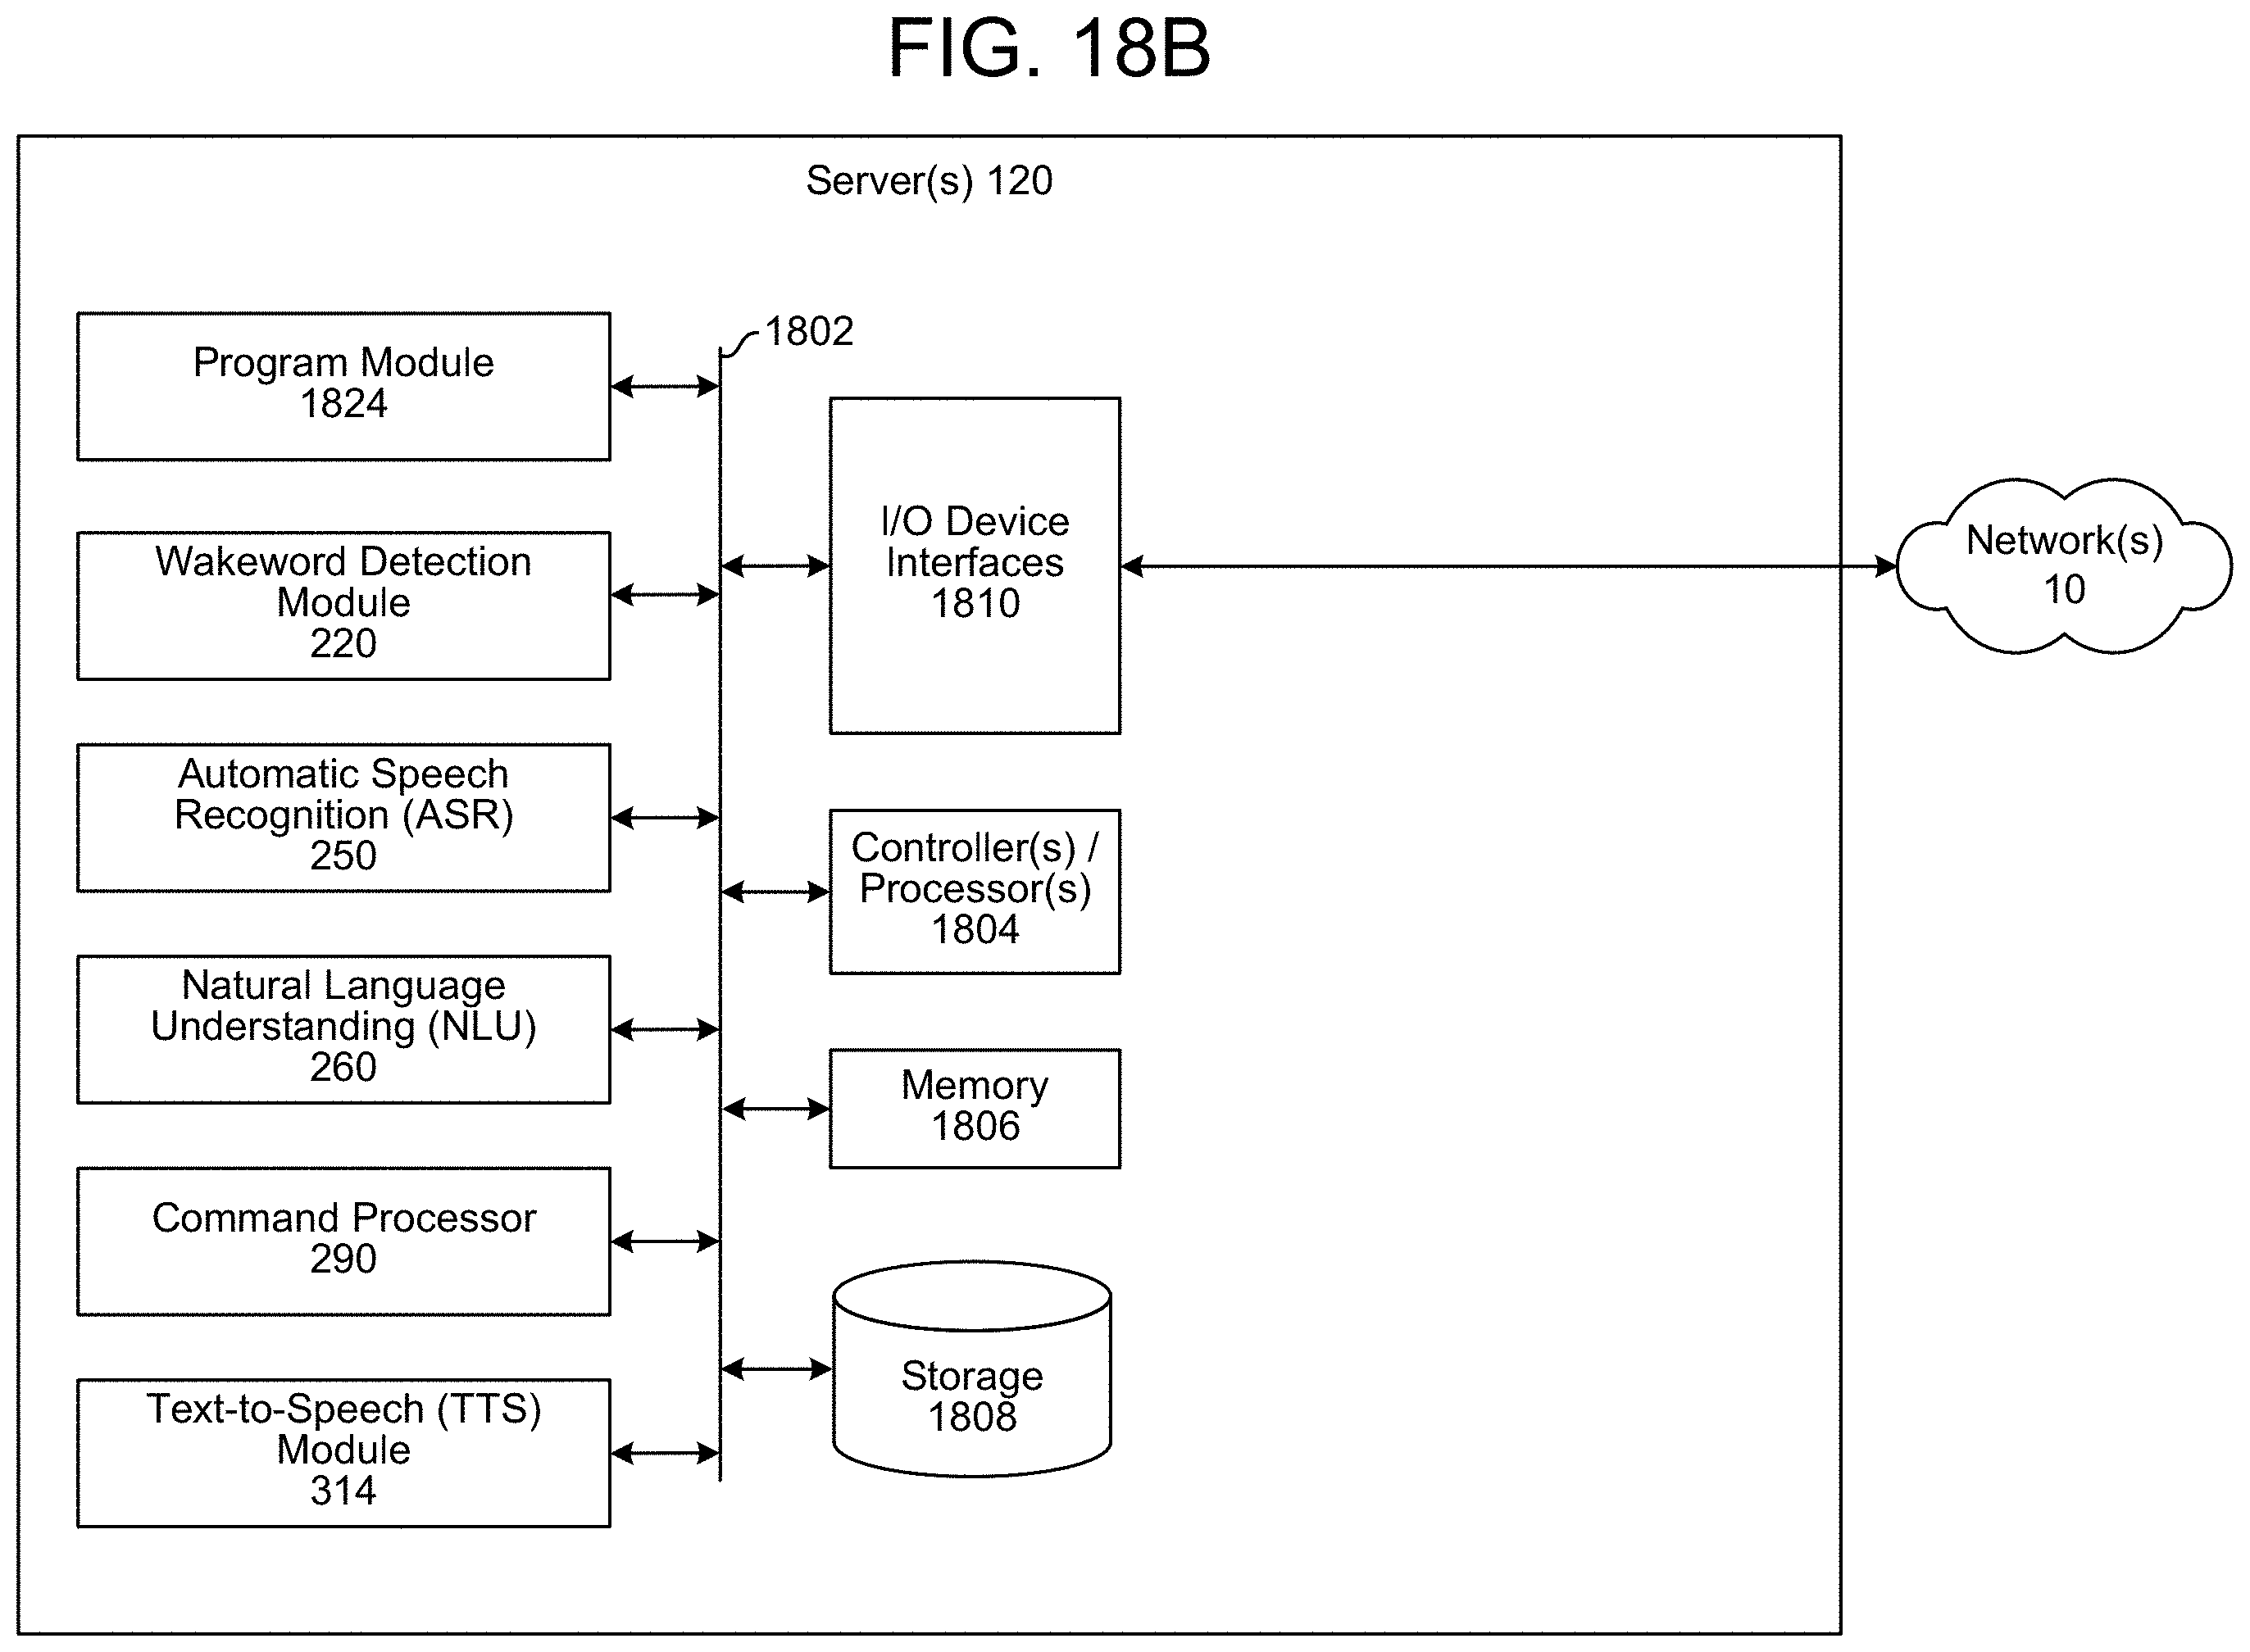 FIG. 18B
Server(s) 120
Program Module
1824
Wakeword Detection
Module
220
Automatic Speech
Recognition (ASR)
250
Natural Language
Understanding (NLU)
260
Command Processor
290
Text-to-Speech (TTS)
Module
314
1802
I/O Device
Interfaces
1810
Controller(s) /
Processor(s)
1804
Memory
1806
Storage
1808
Network(s)
10